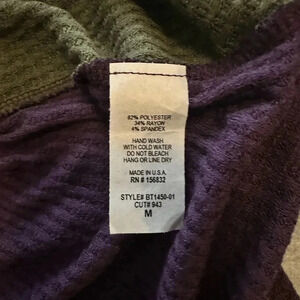 62% POLYESTER
34% RAYON
4% SPANDEX
HAND WASH
WITH COLD WATER
DO NOT BLEACH
HANG OR LINE DRY
MADE IN U.S.A.
RN # 156832
STYLE# BT1450-01
CUT# 943
M